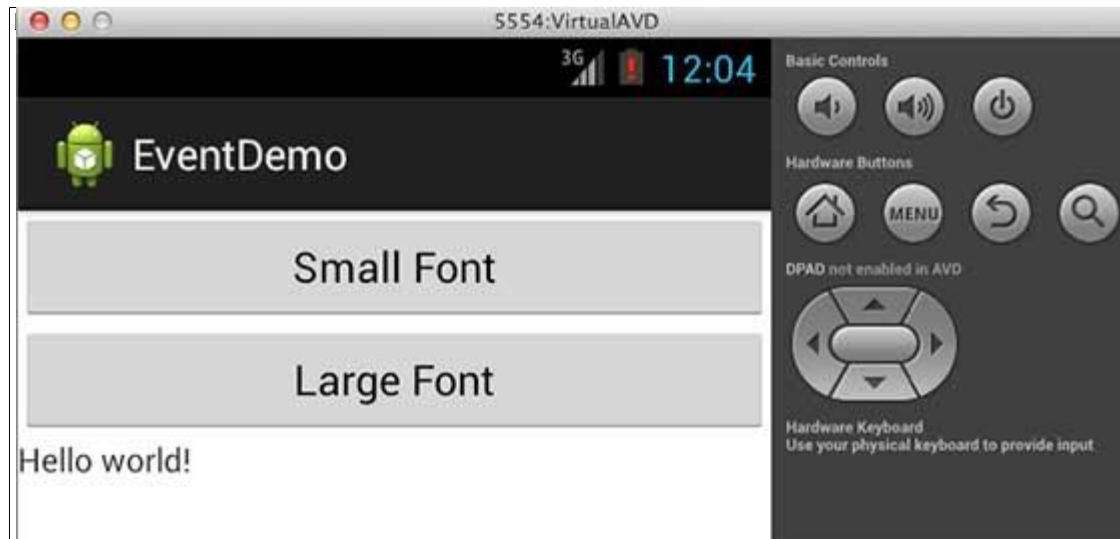 5554:VirtualAVD
3G 12:04
EventDemo
Small Font
Large Font
Hello world!
Basic Controls
Hardware Buttons
MENU
DPAD not enabled in AVD
Hardware Keyboard
Use your physical keyboard to provide input